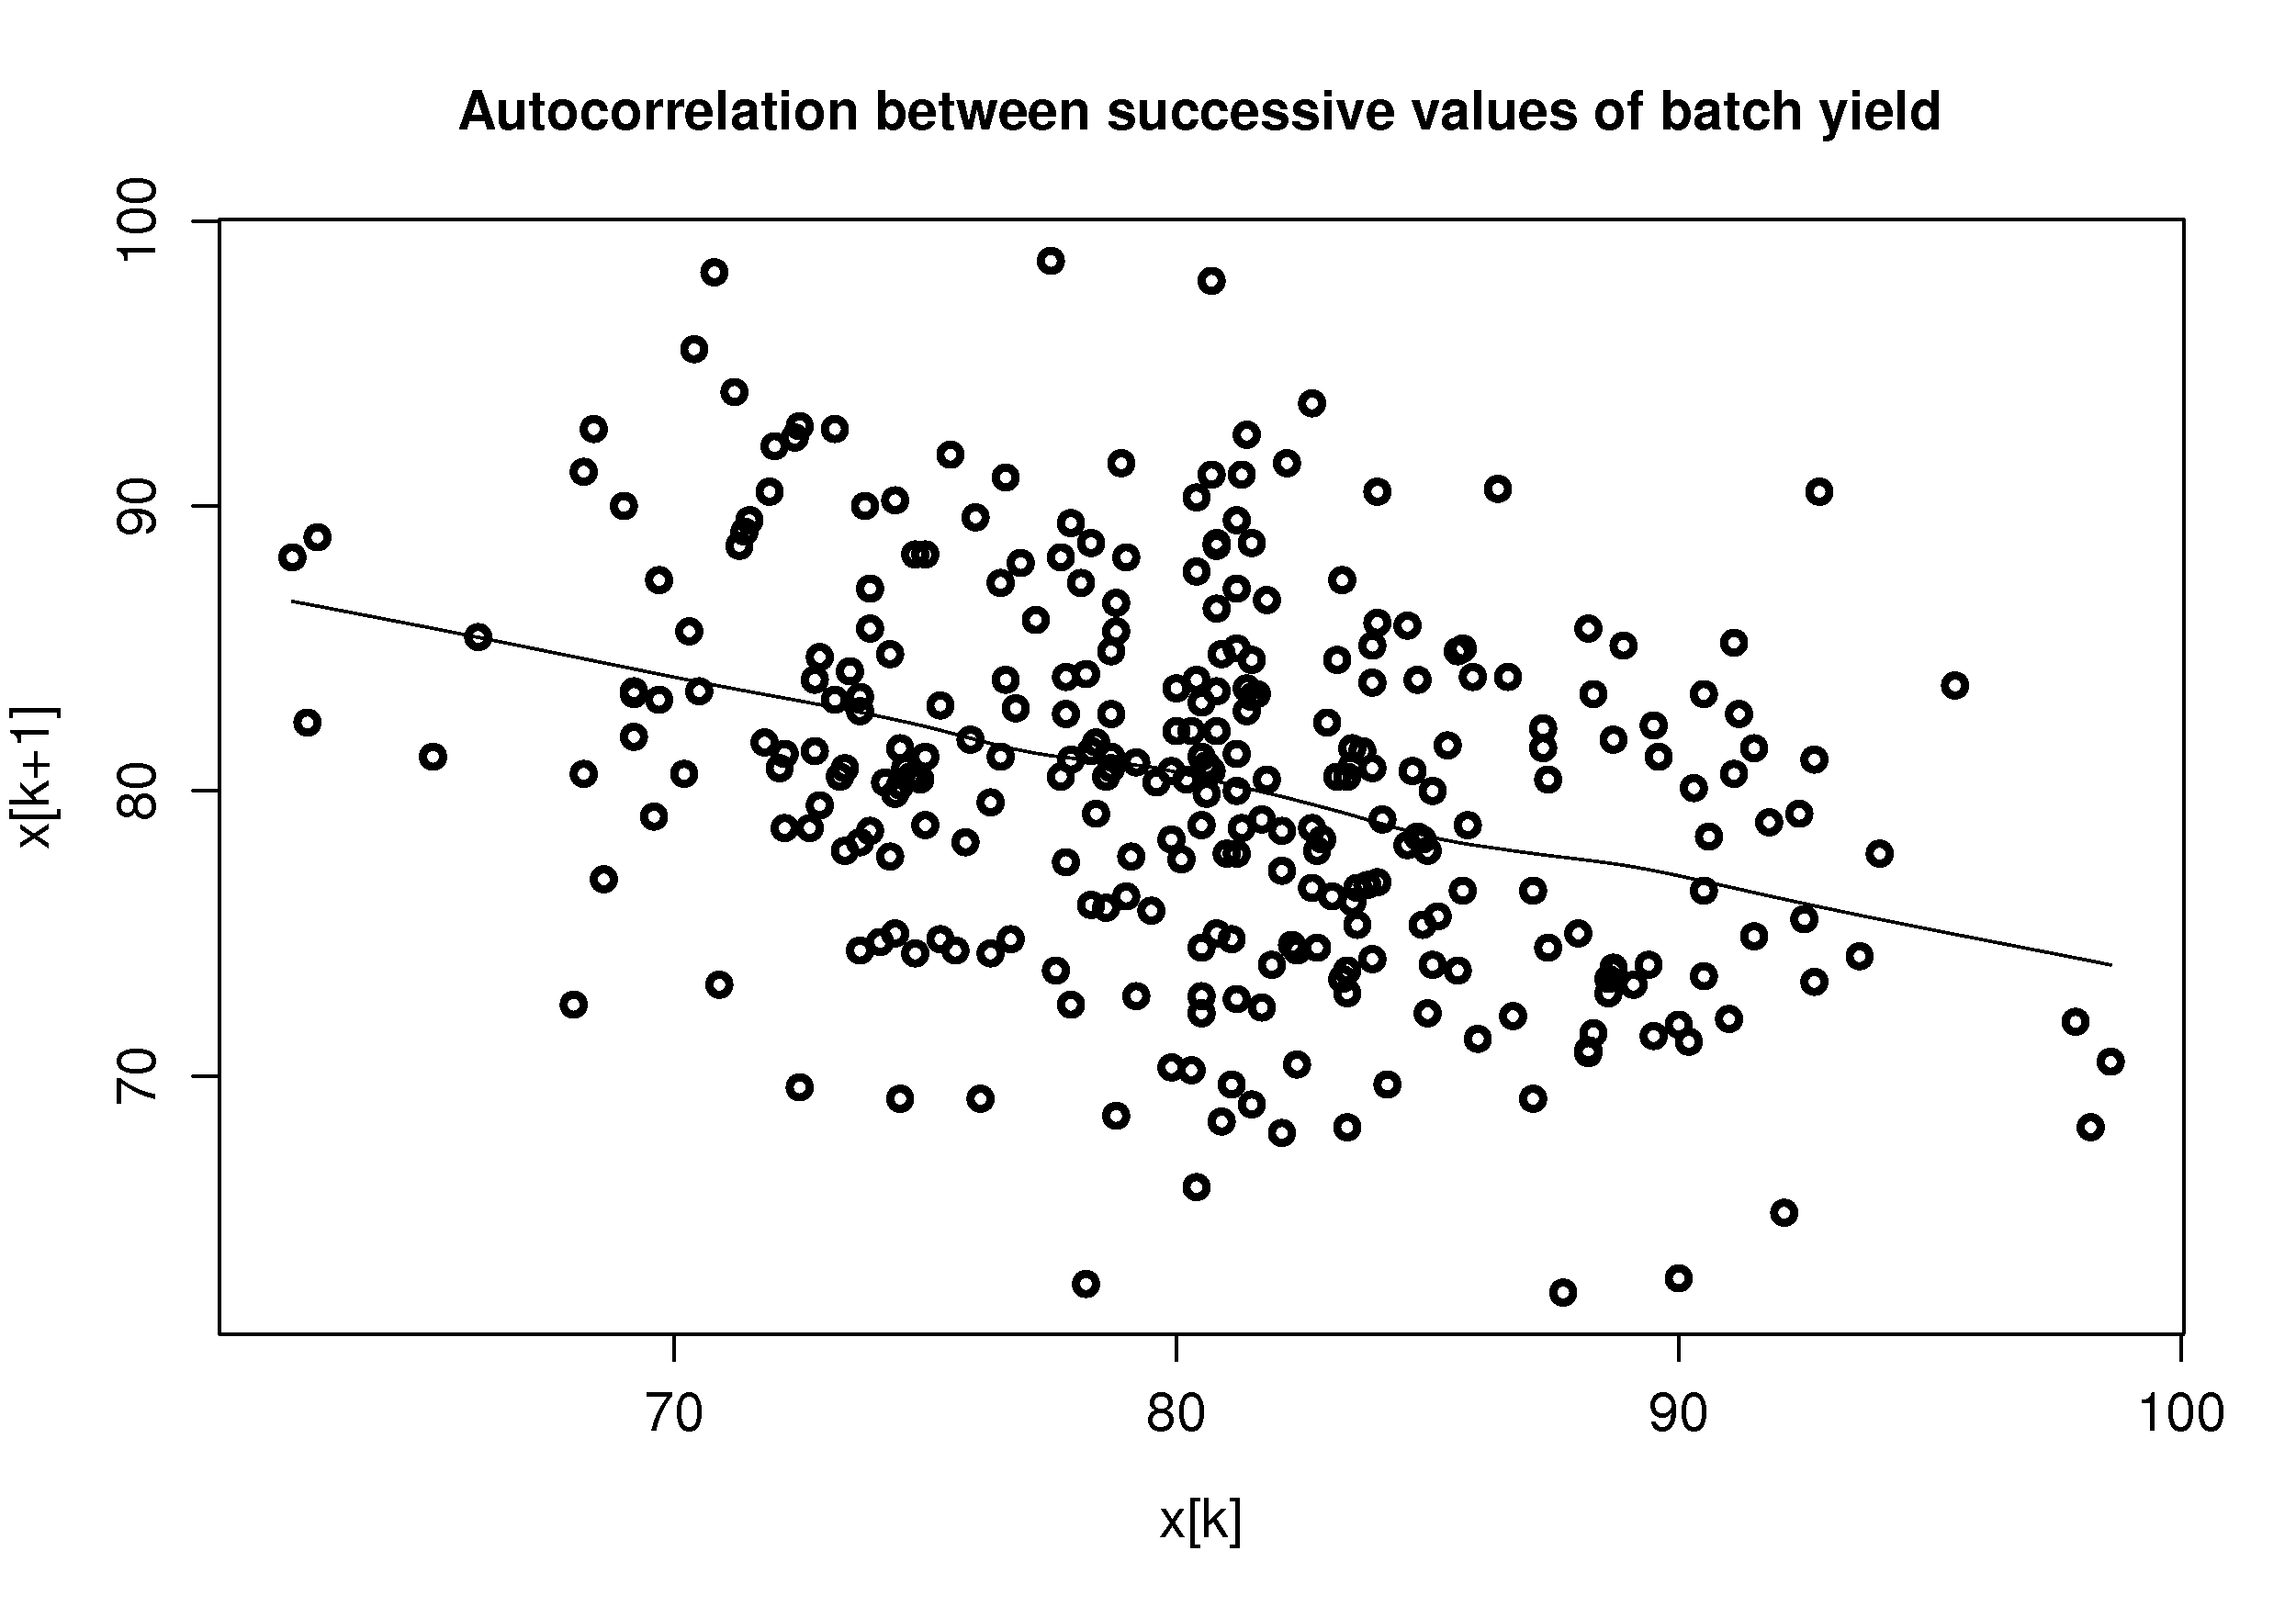 Autocorrelation between successive values of batch yield
100
90
80
70
x[k+1]
70 80 90 100
x[k]